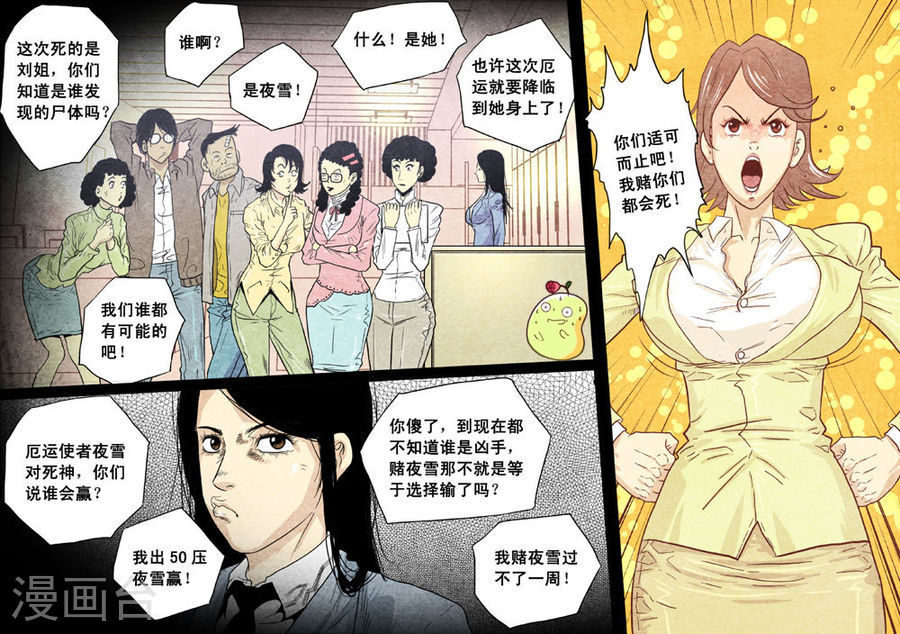 这次死的是
刘姐，你们
知道是谁发
现的尸体吗？
谁啊？
是夜雪！
什么！是她！
也许这次厄
运就要降临
到她身上了！
我们谁都
有可能的
吧！
你们适可
而止吧！
我赌你们
都会死！
厄运使者夜雪
对死神，你们
说谁会赢？
我出50压
夜雪赢！
你傻了，到现在都
不知道谁是凶手，
赌夜雪那不就是等
于选择输了吗？
我赌夜雪过
不了一周！
漫画台